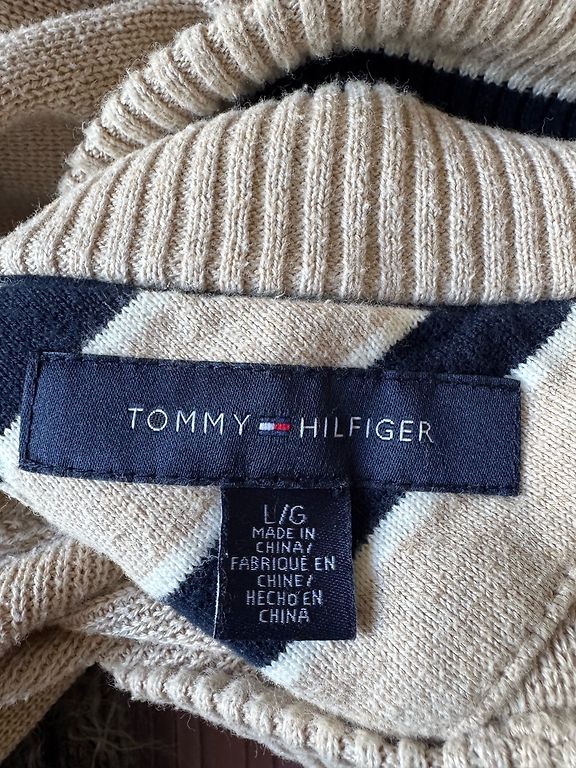 TOMMY HILFIGER
L/G
MADE IN
CHINA/
FABRIQUÉ EN
CHINE/
HECHO EN
CHINA